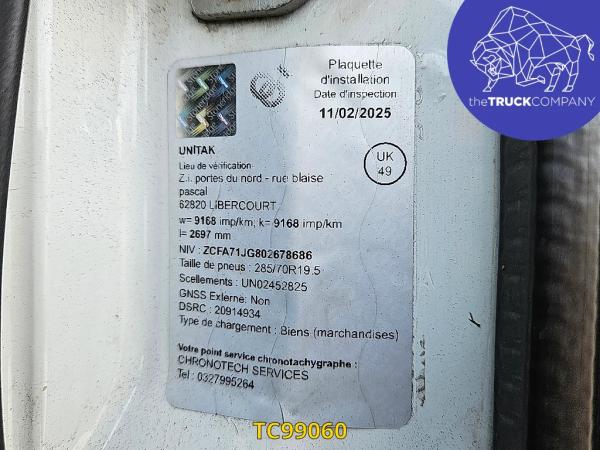 Plaquette
d'installation
Date d'inspection
11/02/2025
UNITAK
Lieu de vérification:
Z.i. portes du nord - rue blaise
pascal
62820 LIBERCOURT
UK
49
w= 9168 imp/km; k= 9168 imp/km
l= 2697 mm
NIV : ZCFA71JG802678686
Taille de pneus : 285/70R19.5
Scellements : UN02452825
GNSS Externe: Non
DSRC : 20914934
Type de chargement : Biens (marchandises)
Votre point service chronotachygraphe :
CHRONOTECH SERVICES
Tel : 0327995264
theTRUCKCOMPANY
TC99060